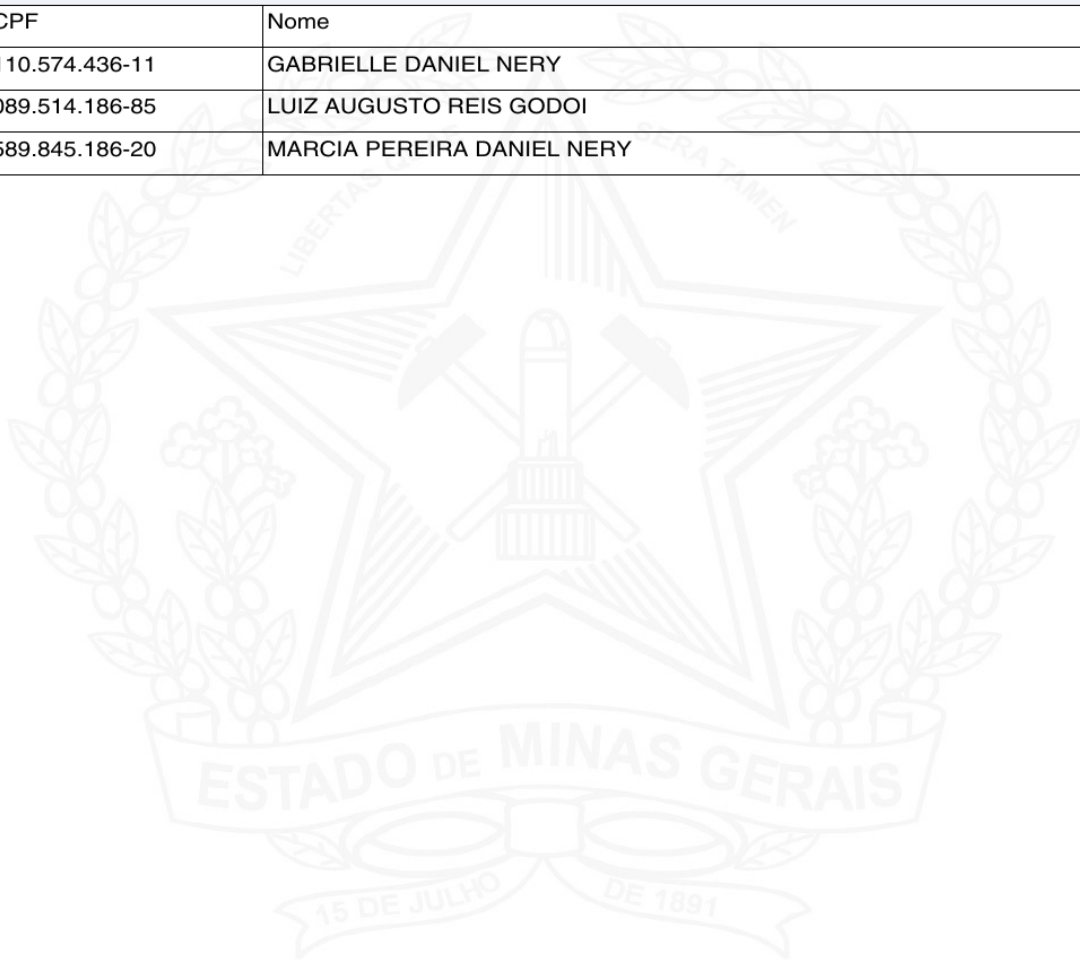 CPF Nome
110.574.436-11 GABRIELLE DANIEL NERY
089.514.186-85 LUIZ AUGUSTO REIS GODOI
589.845.186-20 MARCIA PEREIRA DANIEL NERY
LIBERTAS QUE SERA TAMEN
ESTADO DE MINAS GERAIS
15 DE JULHO DE 1891